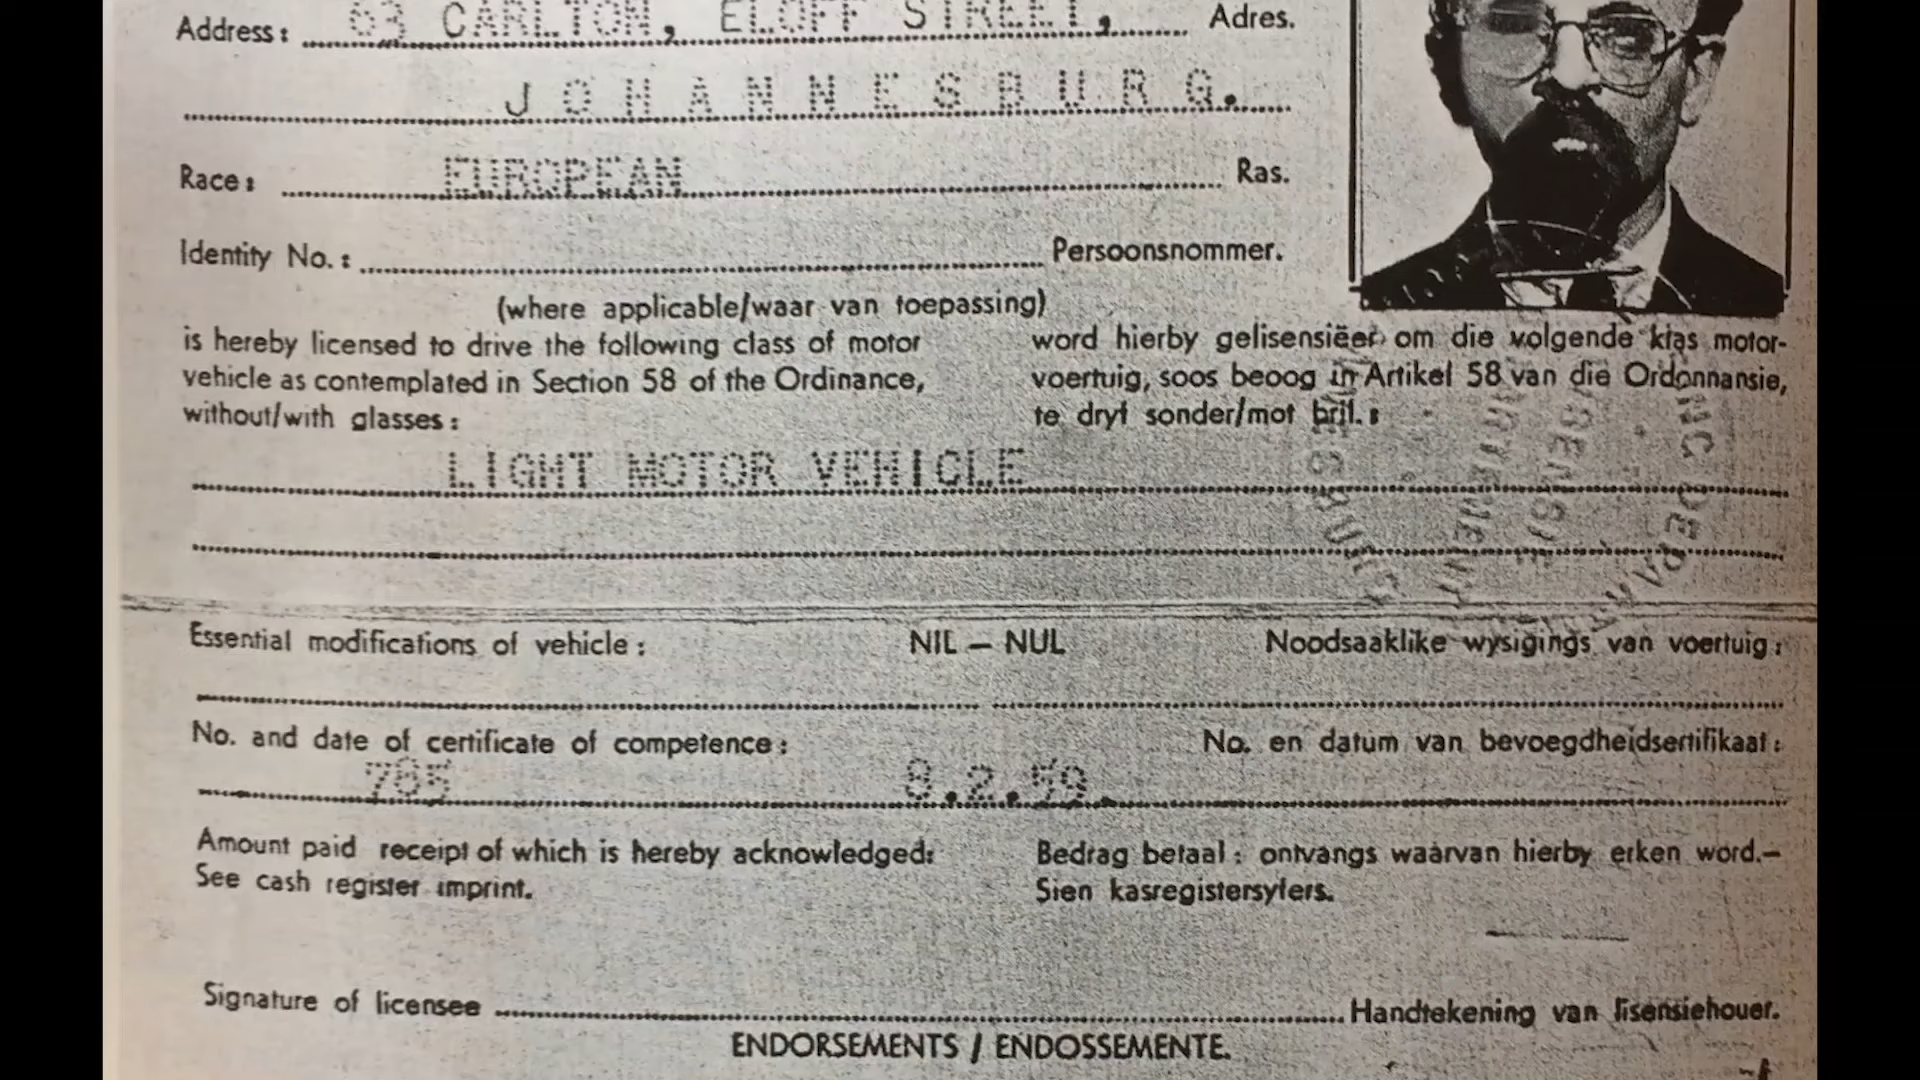 Address: 63 CARLTON, ELOFF STREET, Adres.
JOHANNESBURG.
Race: EUROPEAN Ras.
Identity No.: Persoonsnommer.
(where applicable/waar van toepassing)
is hereby licensed to drive the following class of motor
vehicle as contemplated in Section 58 of the Ordinance,
without/with glasses:
word hierby gelisensiëer om die volgende klas motor-
voertuig, soos beoog in Artikel 58 van die Ordonnansie,
te dryf sonder/mot bril.:
LIGHT MOTOR VEHICLE
Essential modifications of vehicle: NIL – NUL Noodsaaklike wysigings van voertuig:
No. and date of certificate of competence: No. en datum van bevoegdheidsertifikaat:
765 8.2.59.
Amount paid receipt of which is hereby acknowledged:
See cash register imprint.
Bedrag betaal: ontvangs waarvan hierby erken word.–
Sien kasregistersyfers.
Signature of licensee Handtekening van lisensiehouer.
ENDORSEMENTS / ENDOSSEMENTE.